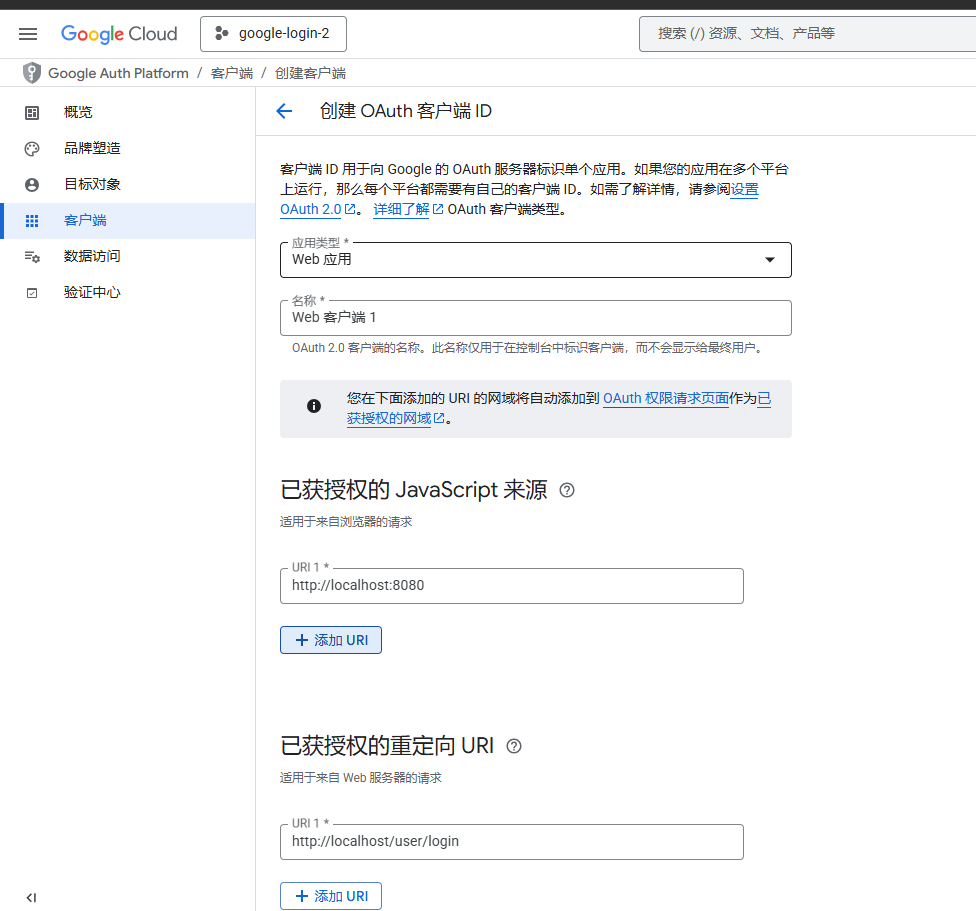 Google Cloud
google-login-2
搜索 (/) 资源、文档、产品等
Google Auth Platform / 客户端 / 创建客户端
概览
品牌塑造
目标对象
客户端
数据访问
验证中心
创建 OAuth 客户端 ID
客户端 ID 用于向 Google 的 OAuth 服务器标识单个应用。如果您的应用在多个平台
上运行，那么每个平台都需要有自己的客户端 ID。如需了解详情，请参阅设置
OAuth 2.0。 详细了解 OAuth 客户端类型。
应用类型 *
Web 应用
名称 *
Web 客户端 1
OAuth 2.0 客户端的名称。此名称仅用于在控制台中标识客户端，而不会显示给最终用户。
您在下面添加的 URI 的网域将自动添加到 OAuth 权限请求页面作为已
获授权的网域。
已获授权的 JavaScript 来源
适用于来自浏览器的请求
URI 1 *
http://localhost:8080
添加 URI
已获授权的重定向 URI
适用于来自 Web 服务器的请求
URI 1 *
http://localhost/user/login
添加 URI